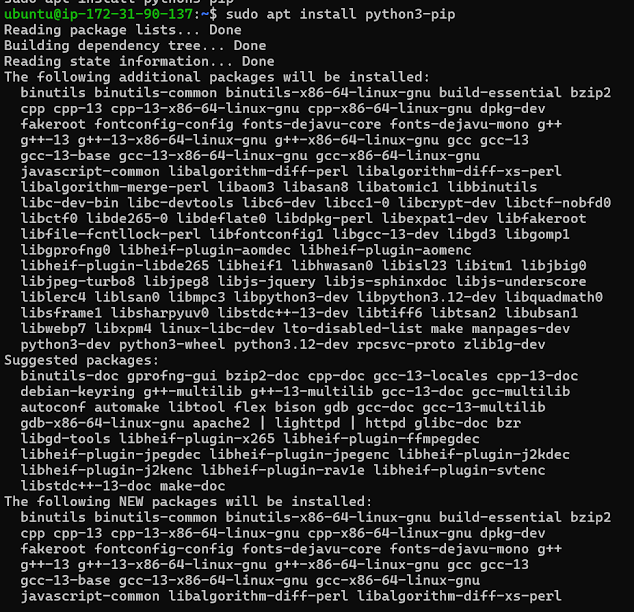 ubuntu@ip-172-31-90-137:~$ sudo apt install python3-pip
Reading package lists... Done
Building dependency tree... Done
Reading state information... Done
The following additional packages will be installed:
binutils binutils-common binutils-x86-64-linux-gnu build-essential bzip2
cpp cpp-13 cpp-13-x86-64-linux-gnu cpp-x86-64-linux-gnu dpkg-dev
fakeroot fontconfig-config fonts-dejavu-core fonts-dejavu-mono g++
g++-13 g++-13-x86-64-linux-gnu g++-x86-64-linux-gnu gcc gcc-13
gcc-13-base gcc-13-x86-64-linux-gnu gcc-x86-64-linux-gnu
javascript-common libalgorithm-diff-perl libalgorithm-diff-xs-perl
libalgorithm-merge-perl libaom3 libasan8 libatomic1 libbinutils
libc-dev-bin libc-devtools libc6-dev libcc1-0 libcrypt-dev libctf-nobfd0
libctf0 libde265-0 libdeflate0 libdpkg-perl libexpat1-dev libfakeroot
libfile-fcntllock-perl libfontconfig1 libgcc-13-dev libgd3 libgomp1
libgprofng0 libheif-plugin-aomdec libheif-plugin-aomenc
libheif-plugin-libde265 libheif1 libhwasan0 libisl23 libitm1 libjbig0
libjpeg-turbo8 libjpeg8 libjs-jquery libjs-sphinxdoc libjs-underscore
liblerc4 liblsan0 libmpc3 libpython3-dev libpython3.12-dev libquadmath0
libsframe1 libsharpyuv0 libstdc++-13-dev libtiff6 libtsan2 libubsan1
libwebp7 libxpm4 linux-libc-dev lto-disabled-list make manpages-dev
python3-dev python3-wheel python3.12-dev rpcsvc-proto zlib1g-dev
Suggested packages:
binutils-doc gprofng-gui bzip2-doc cpp-doc gcc-13-locales cpp-13-doc
debian-keyring g++-multilib g++-13-multilib gcc-13-doc gcc-multilib
autoconf automake libtool flex bison gdb gcc-doc gcc-13-multilib
gdb-x86-64-linux-gnu apache2 | lighttpd | httpd glibc-doc bzr
libgd-tools libheif-plugin-x265 libheif-plugin-ffmpegdec
libheif-plugin-jpegdec libheif-plugin-jpegenc libheif-plugin-j2kdec
libheif-plugin-j2kenc libheif-plugin-rav1e libheif-plugin-svtenc
libstdc++-13-doc make-doc
The following NEW packages will be installed:
binutils binutils-common binutils-x86-64-linux-gnu build-essential bzip2
cpp cpp-13 cpp-13-x86-64-linux-gnu cpp-x86-64-linux-gnu dpkg-dev
fakeroot fontconfig-config fonts-dejavu-core fonts-dejavu-mono g++
g++-13 g++-13-x86-64-linux-gnu g++-x86-64-linux-gnu gcc gcc-13
gcc-13-base gcc-13-x86-64-linux-gnu gcc-x86-64-linux-gnu
javascript-common libalgorithm-diff-perl libalgorithm-diff-xs-perl